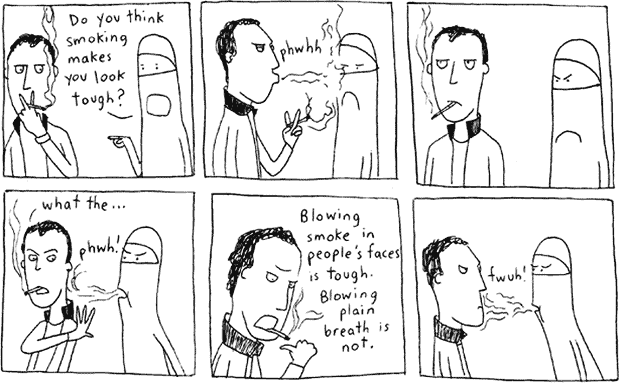 Do you think
smoking
makes
you look
tough?
phwhh
what the...
phwh!
Blowing
smoke in
people's faces
is tough.
Blowing
plain
breath is
not.
fwuh!